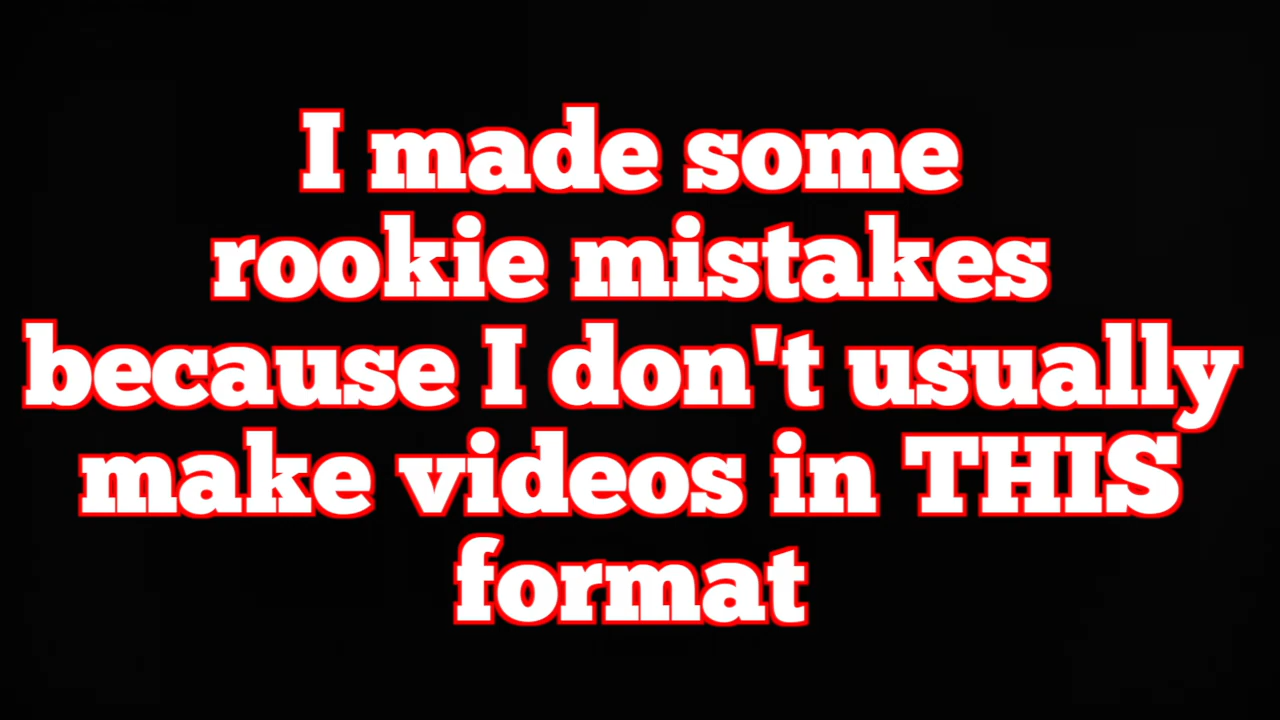 I made some
rookie mistakes
because I don't usually
make videos in THIS
format